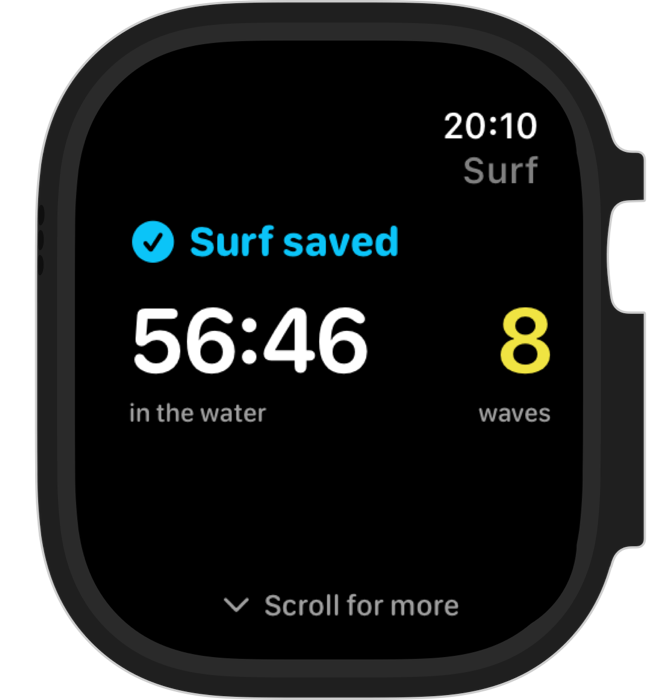 20:10
Surf
Surf saved
56:46
8
in the water
waves
Scroll for more